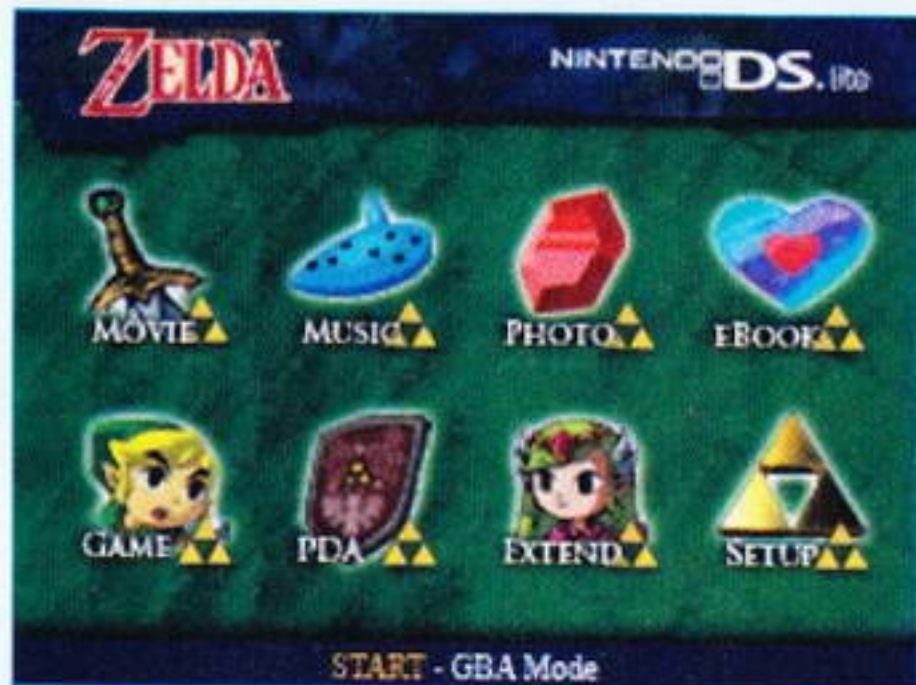 ZELDA
NINTENDO DS. lite
MOVIE MUSIC PHOTO eBOOK
GAME PDA EXTEND SETUP
START - GBA Mode